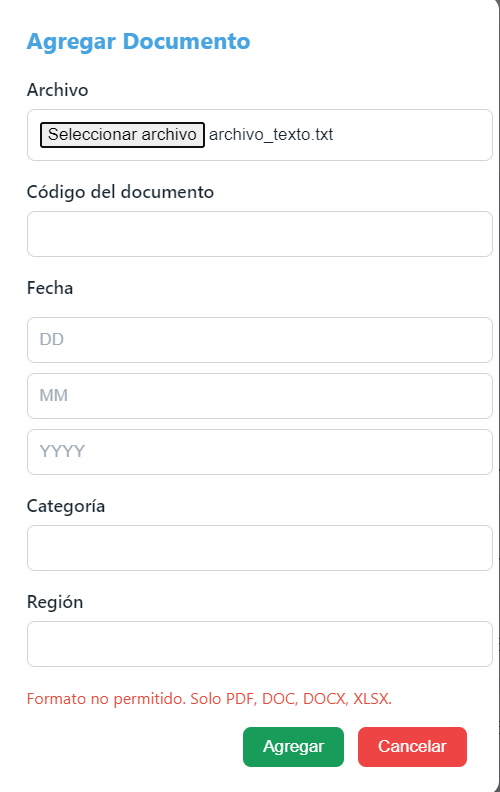 Agregar Documento
Archivo
Seleccionar archivo archivo_texto.txt
Código del documento
Fecha
DD
MM
YYYY
Categoría
Región
Formato no permitido. Solo PDF, DOC, DOCX, XLSX.
Agregar Cancelar